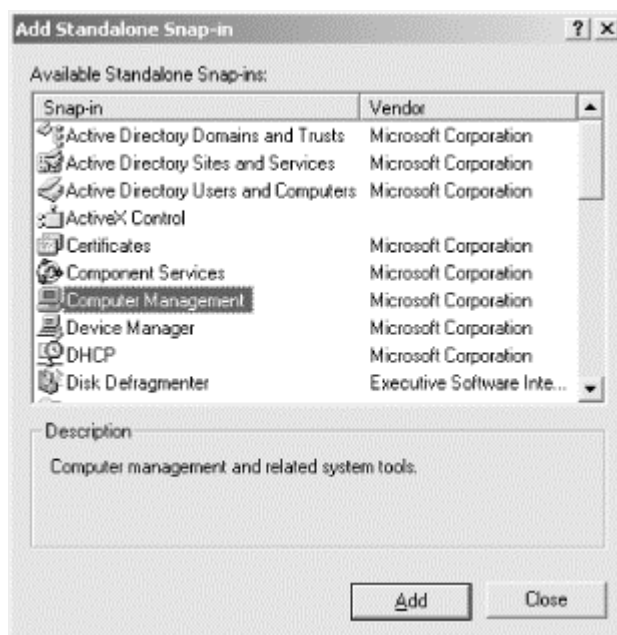 Add Standalone Snap-in
Available Standalone Snap-ins:
Snap-in Vendor
Active Directory Domains and Trusts Microsoft Corporation
Active Directory Sites and Services Microsoft Corporation
Active Directory Users and Computers Microsoft Corporation
ActiveX Control
Certificates Microsoft Corporation
Component Services Microsoft Corporation
Computer Management Microsoft Corporation
Device Manager Microsoft Corporation
DHCP Microsoft Corporation
Disk Defragmenter Executive Software Inte...
Description
Computer management and related system tools.
Add Close